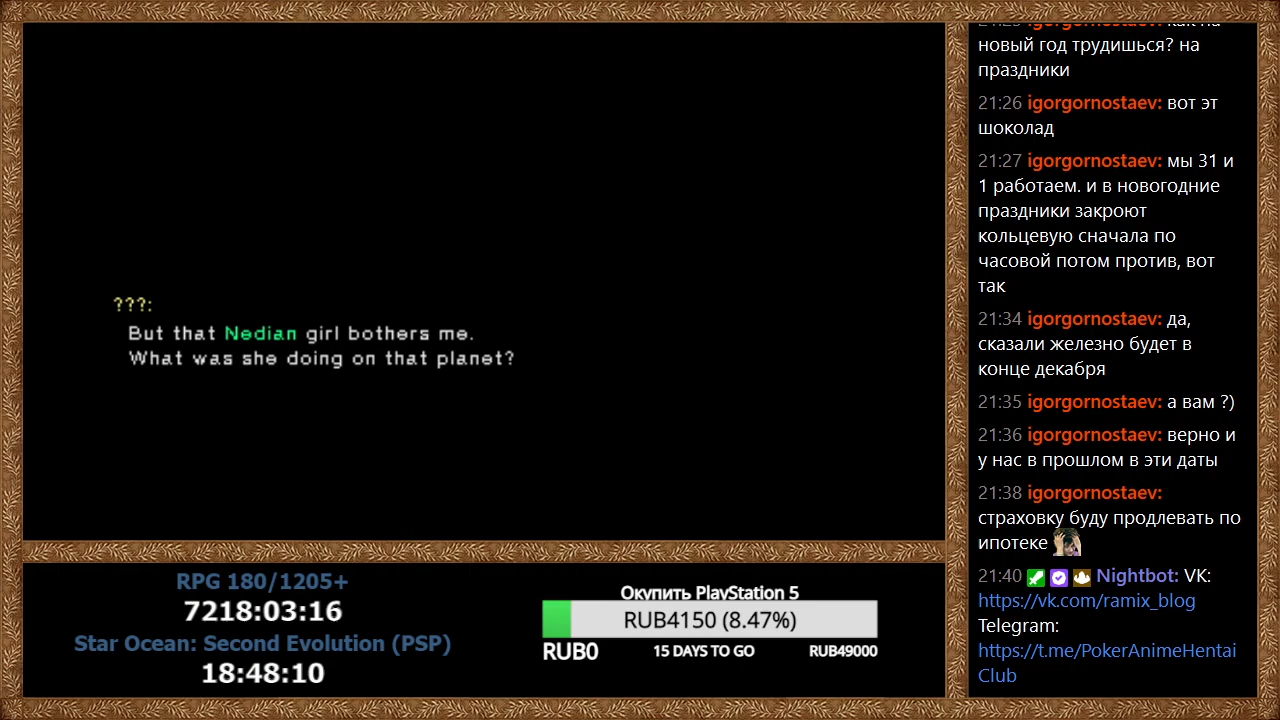 ???:
But that Nedian girl bothers me.
What was she doing on that planet?
RPG 180/1205+
7218:03:16
Star Ocean: Second Evolution (PSP)
18:48:10
Окупить PlayStation 5
RUB4150 (8.47%)
RUB0 15 DAYS TO GO RUB49000
новый год трудишься? на
праздники
21:26 igorgornostaev: вот эт
шоколад
21:27 igorgornostaev: мы 31 и
1 работаем. и в новогодние
праздники закроют
кольцевую сначала по
часовой потом против, вот
так
21:34 igorgornostaev: да,
сказали железно будет в
конце декабря
21:35 igorgornostaev: а вам ?)
21:36 igorgornostaev: верно и
у нас в прошлом в эти даты
21:38 igorgornostaev:
страховку буду продлевать по
ипотеке
21:40 Nightbot: VK:
https://vk.com/ramix_blog
Telegram:
https://t.me/PokerAnimeHentai
Club